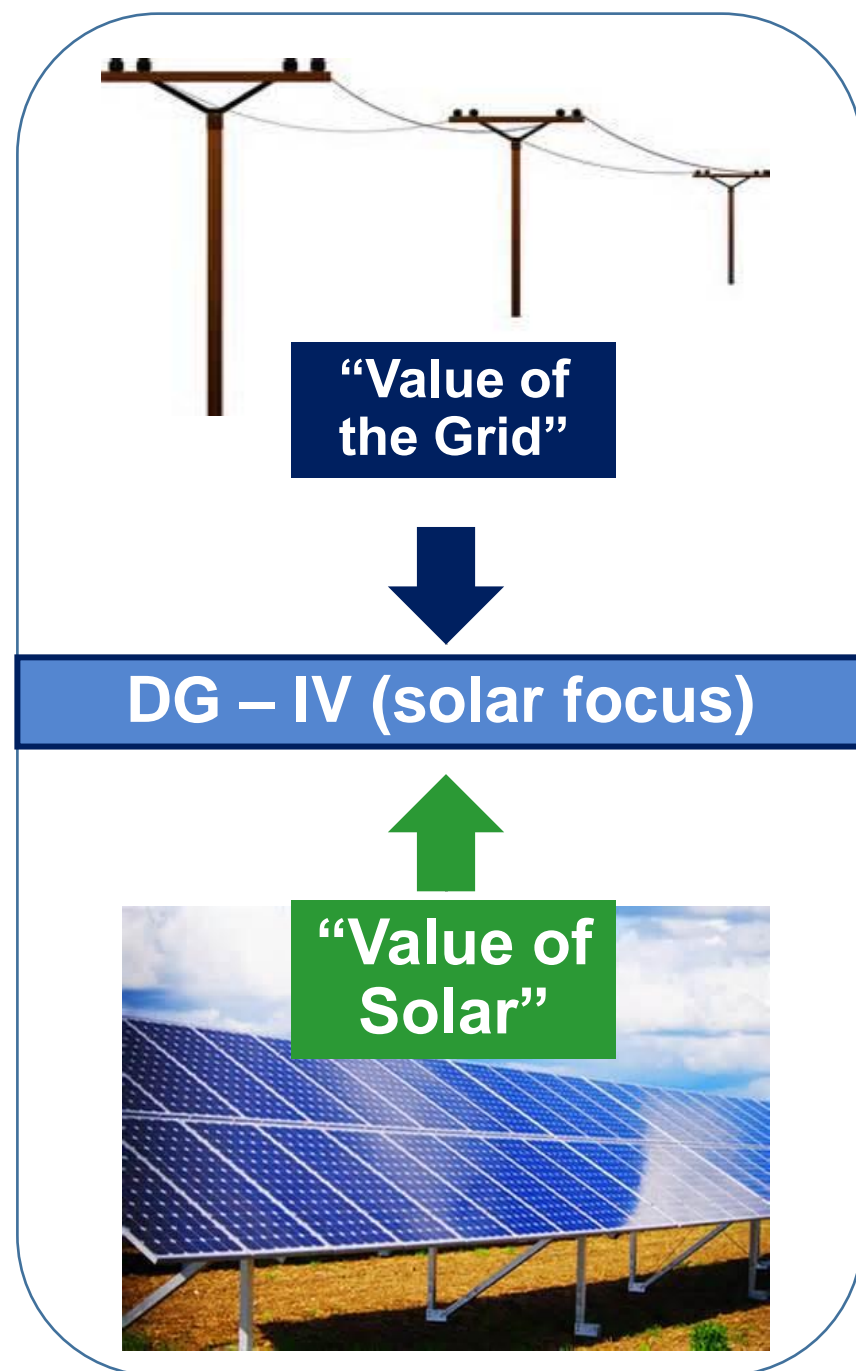 “Value of
the Grid”
DG – IV (solar focus)
“Value of
Solar”